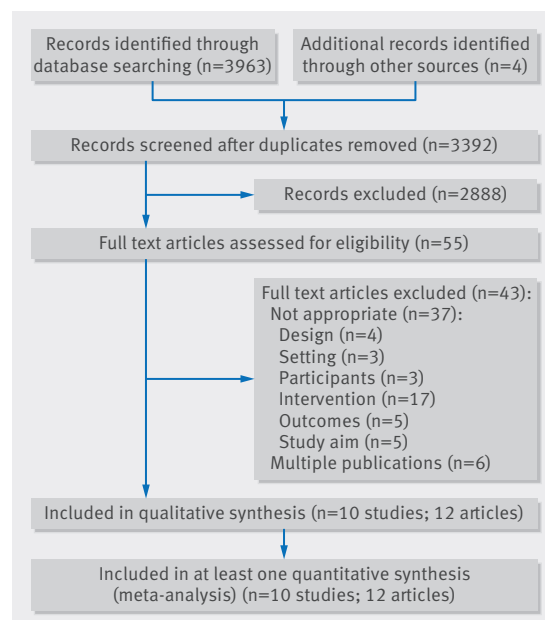 Records identified through
database searching (n=3963)
Additional records identified
through other sources (n=4)
Records screened after duplicates removed (n=3392)
Records excluded (n=2888)
Full text articles assessed for eligibility (n=55)
Full text articles excluded (n=43):
Not appropriate (n=37):
Design (n=4)
Setting (n=3)
Participants (n=3)
Intervention (n=17)
Outcomes (n=5)
Study aim (n=5)
Multiple publications (n=6)
Included in qualitative synthesis (n=10 studies; 12 articles)
Included in at least one quantitative synthesis
(meta-analysis) (n=10 studies; 12 articles)